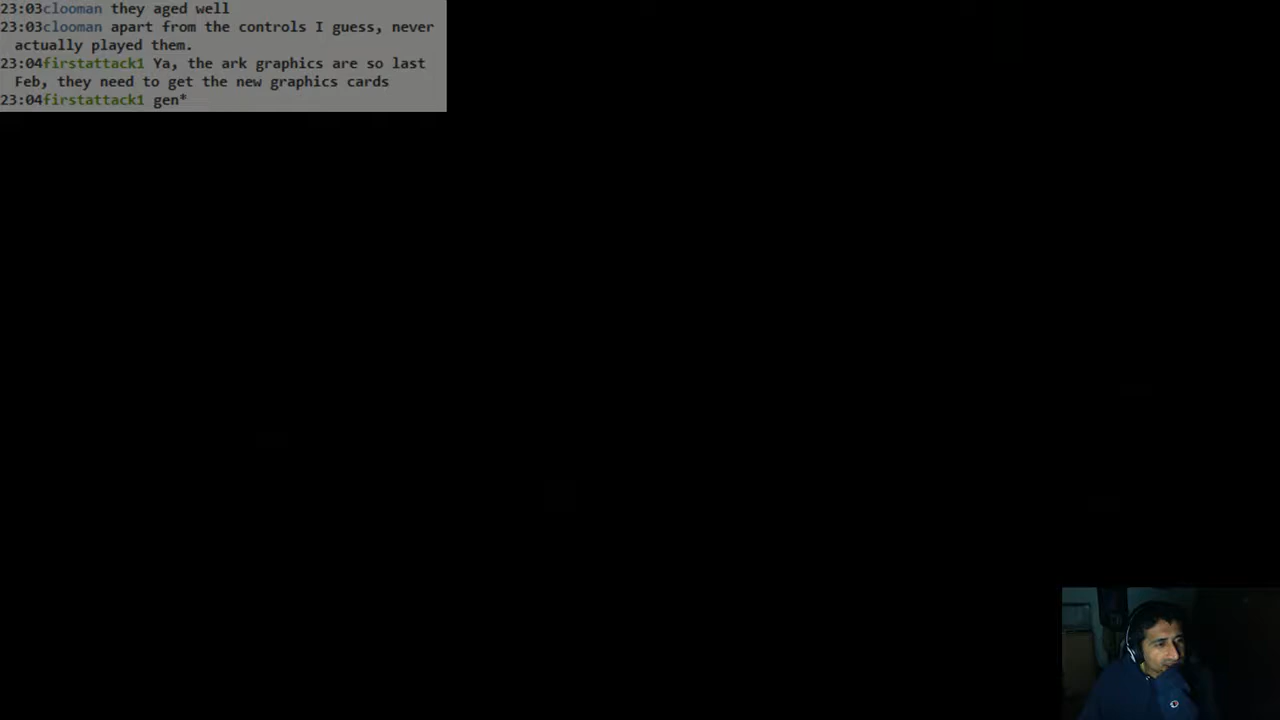 23:03clooman they aged well
23:03clooman apart from the controls I guess, never
actually played them.
23:04firstattack1 Ya, the ark graphics are so last
Feb, they need to get the new graphics cards
23:04firstattack1 gen*